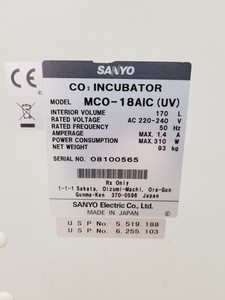 SANYO
CO2 INCUBATOR
MODEL MCO-18AIC (UV)
INTERIOR VOLUME 170 L
RATED VOLTAGE AC 220-240 V
RATED FREQUENCY 50 Hz
AMPERAGE MAX. 1.4 A
POWER CONSUMPTION MAX. 310 W
NET WEIGHT 93 kg
SERIAL NO. 08100565
Rx Only
1-1-1 Sakata, Oizumi-Machi, Ora-Gun
Gunma-Ken 370-0596 Japan
SANYO Electric Co., Ltd.
MADE IN JAPAN
USP No. 5.519.188
USP No. 6.255.103
CE